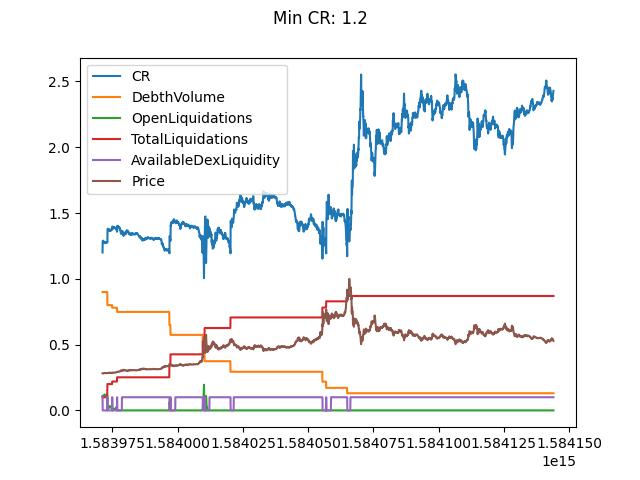 Min CR: 1.2
CR
DebthVolume
OpenLiquidations
TotalLiquidations
AvailableDexLiquidity
Price
2.5
2.0
1.5
1.0
0.5
0.0
1.583975 1.584000 1.584025 1.584050 1.584075 1.584100 1.584125 1.584150
1e15